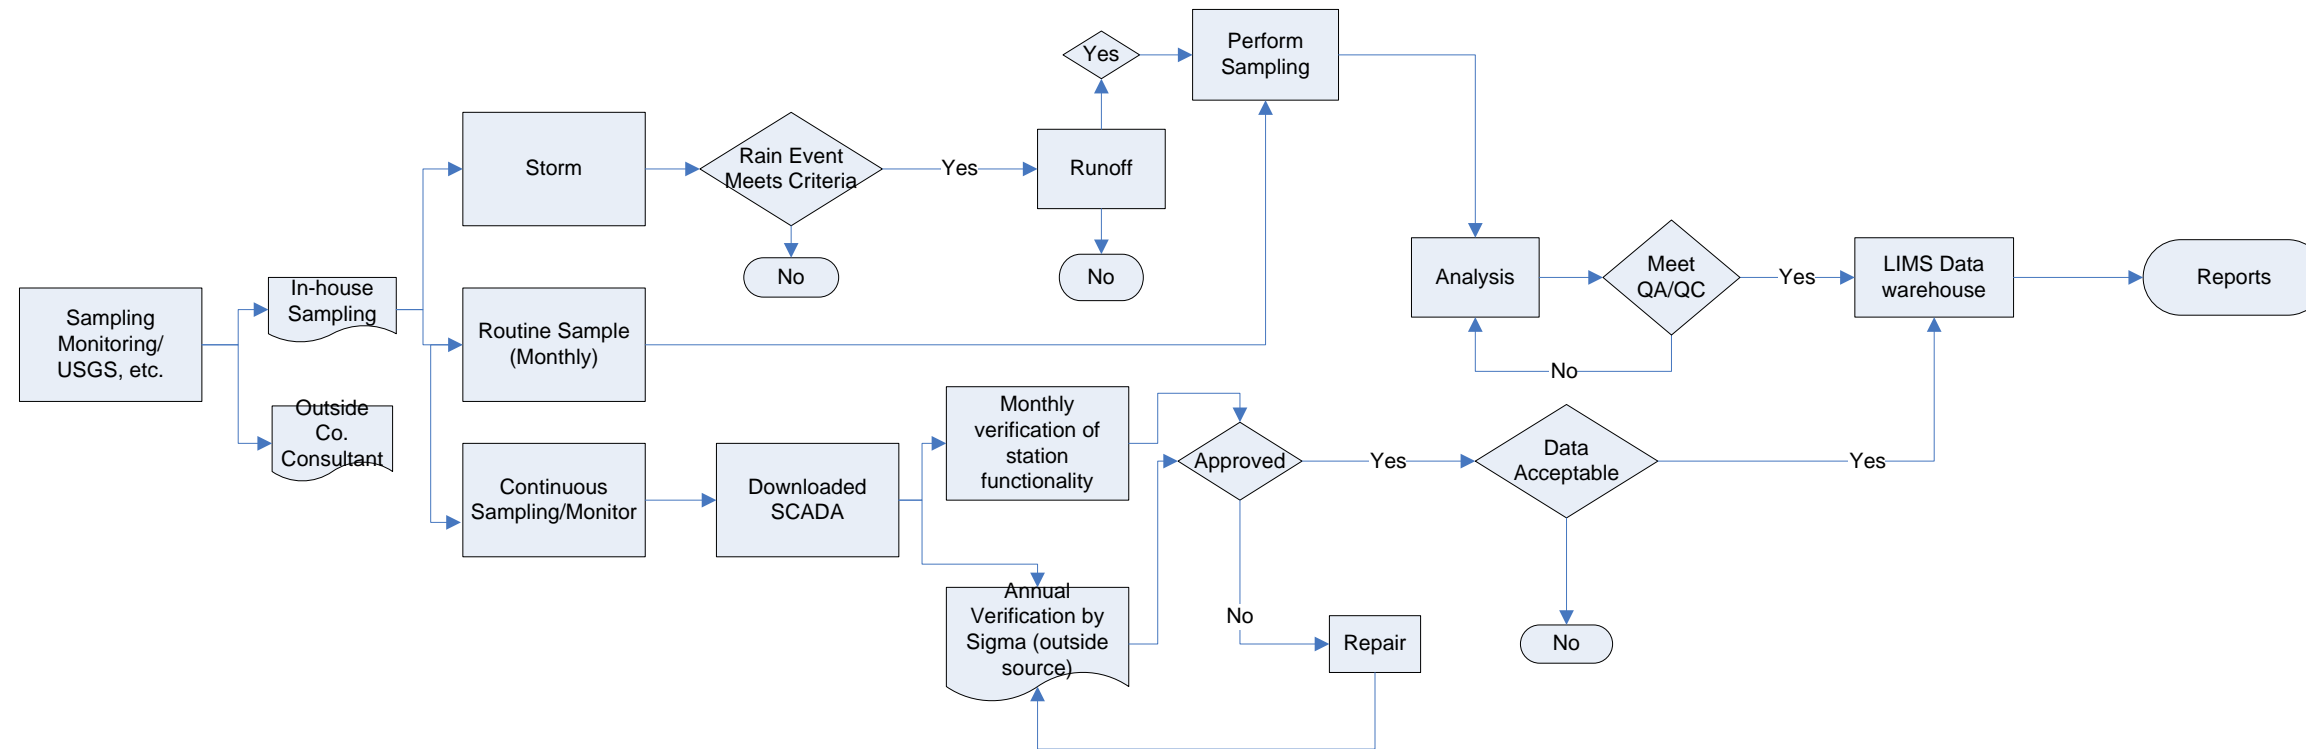 Yes
Perform
Sampling
Storm
Rain Event
Meets Criteria
Yes
Runoff
No
No
In-house
Sampling
Sampling
Monitoring/
USGS, etc.
Outside
Co.
Consultant
Routine Sample
(Monthly)
Analysis
Meet
QA/QC
Yes
LIMS Data
warehouse
Reports
No
Continuous
Sampling/Monitor
Downloaded
SCADA
Monthly
verification of
station
functionality
Approved
Yes
Data
Acceptable
Yes
Annual
Verification by
Sigma (outside
source)
No
Repair
No